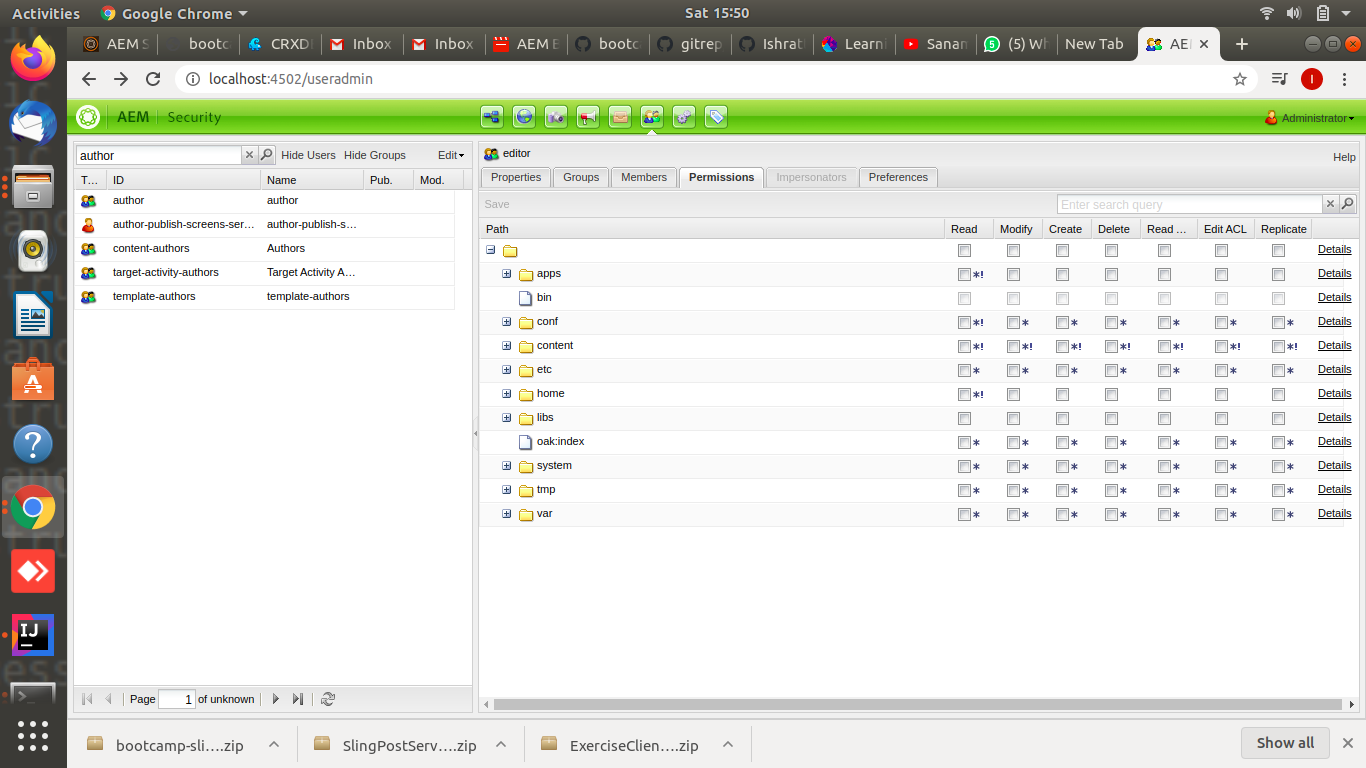 Activities Google Chrome Sat 15:50
AEM S bootc CRXDI Inbox Inbox AEM E bootc gitrep Ishrat Learni Sanan (5) Wh New Tab AEM
localhost:4502/useradmin I
AEM Security Administrator
author Hide Users Hide Groups Edit
T... ID Name Pub. Mod.
author author
author-publish-screens-ser... author-publish-s...
content-authors Authors
target-activity-authors Target Activity A...
template-authors template-authors
Page 1 of unknown
editor Help
Properties Groups Members Permissions Impersonators Preferences
Save Enter search query
Path Read Modify Create Delete Read ... Edit ACL Replicate
Details
apps *! Details
bin Details
conf *! * * * * * * Details
content *! *! *! *! *! *! *! Details
etc * * * * * * * Details
home *! Details
libs Details
oak:index * * * * * * * Details
system * * * * * * * Details
tmp * * * * * * * Details
var * * * * * * * Details
bootcamp-sli....zip SlingPostServ....zip ExerciseClien....zip Show all